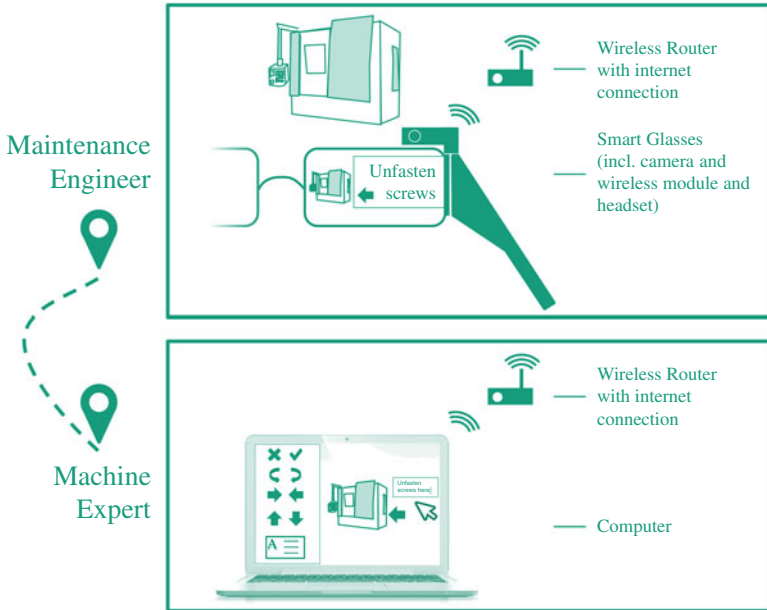 Maintenance
Engineer
Wireless Router
with internet
connection
Smart Glasses
(incl. camera and
wireless module and
headset)
Unfasten
screws
Machine
Expert
Wireless Router
with internet
connection
Unfasten
screws here|
A
Computer